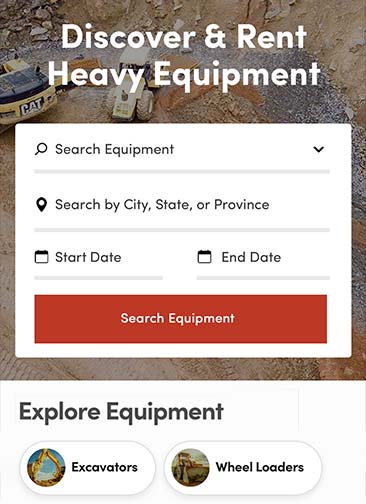 Discover & Rent
Heavy Equipment
CAT
Search Equipment
Search by City, State, or Province
Start Date
End Date
Search Equipment
Explore Equipment
Excavators
Wheel Loaders